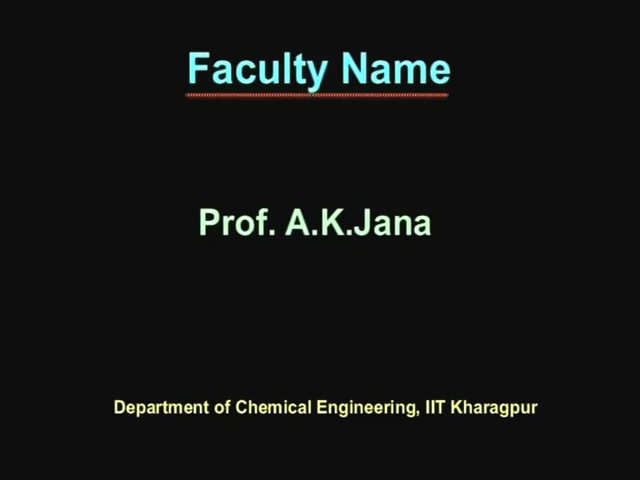 Faculty Name
Prof. A.K.Jana
Department of Chemical Engineering, IIT Kharagpur